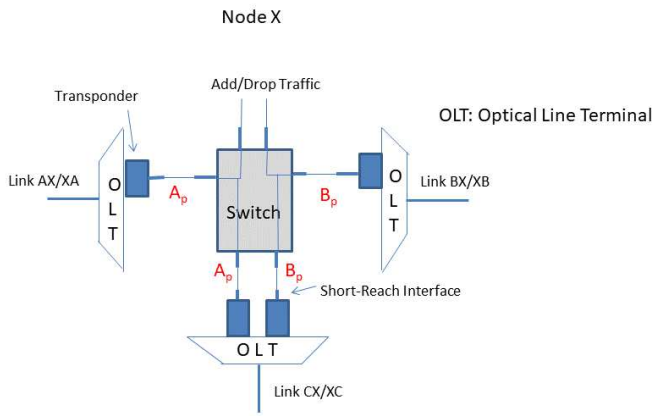 Node X
Add/Drop Traffic
Transponder
OLT: Optical Line Terminal
Link AX/XA
O
L
T
Ap
Switch
Bp
O
L
T
Link BX/XB
Ap
Bp
Short-Reach Interface
O L T
Link CX/XC